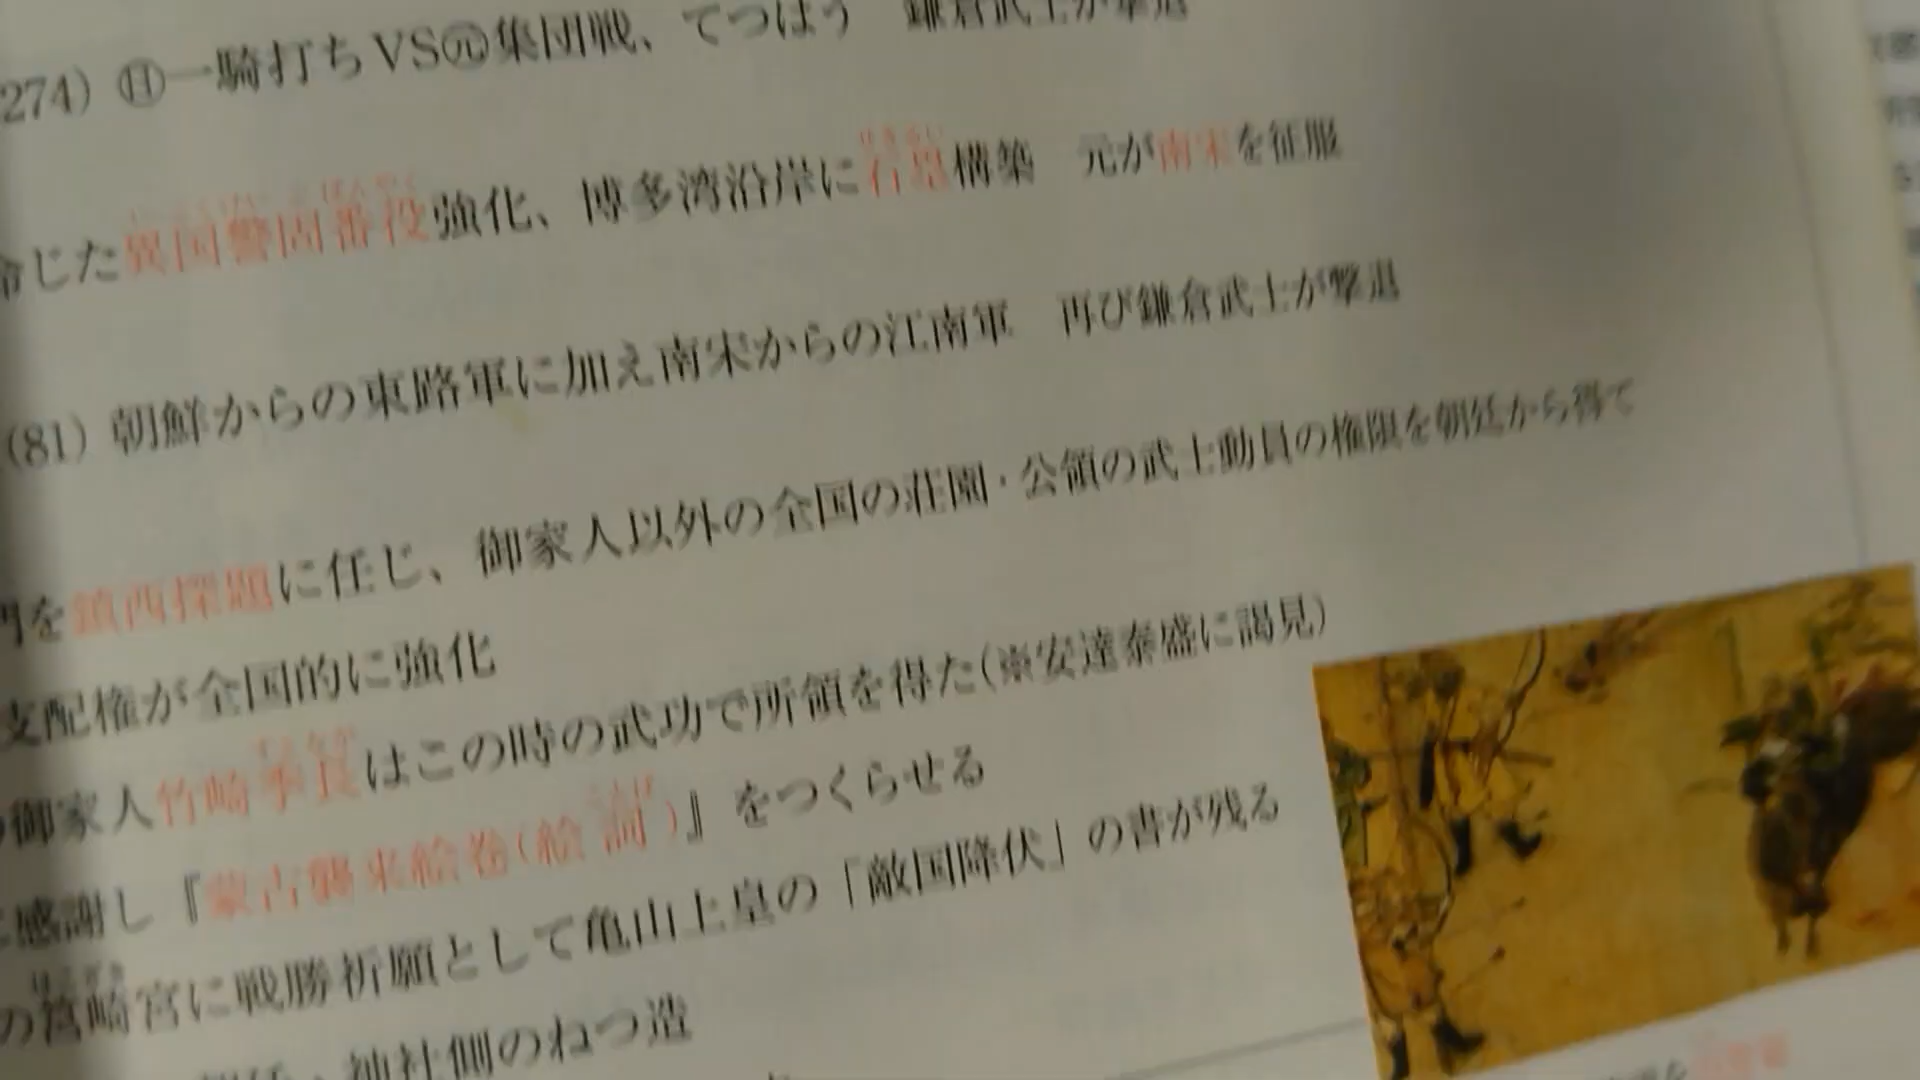 274) ㊐一騎打ちVS㋲集団戦、てつはう 鎌倉武士が撃退
命じた異国警固番役強化、博多湾沿岸に石塁構築 元が南宋を征服
(81) 朝鮮からの東路軍に加え南宋からの江南軍 再び鎌倉武士が撃退
を鎮西探題に任じ、御家人以外の全国の荘園・公領の武士動員の権限を朝廷から得て
支配権が全国的に強化
御家人竹崎季長はこの時の武功で所領を得た(※安達泰盛に謁見)
に感謝し『蒙古襲来絵巻(絵詞)』をつくらせる
の筥崎宮に戦勝祈願として亀山上皇の「敵国降伏」の書が残る
神社側のねつ造